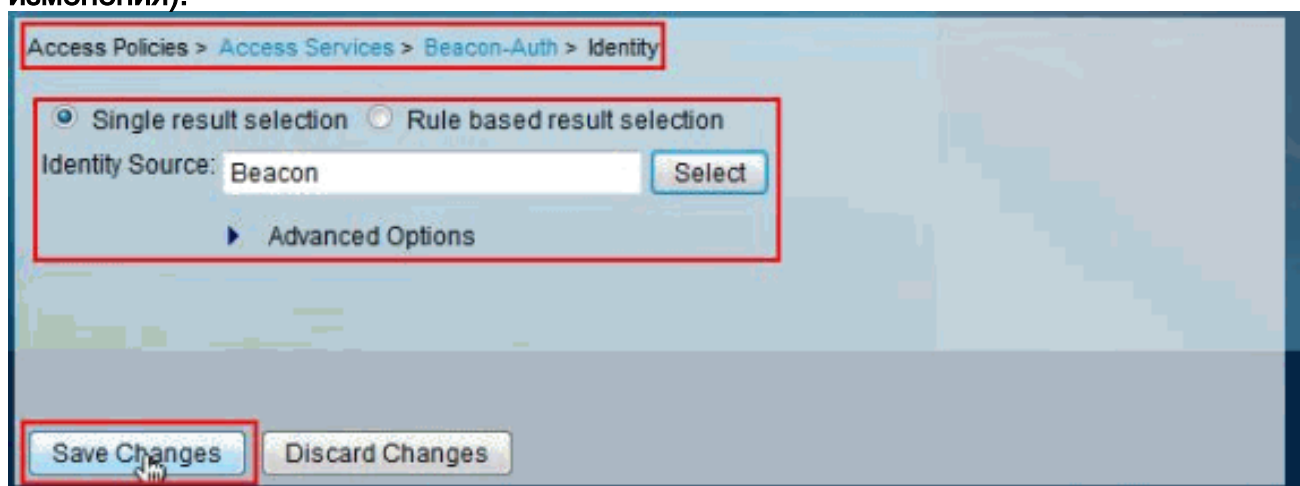 изменения).
Access Policies > Access Services > Beacon-Auth > Identity
Single result selection Rule based result selection
Identity Source: Beacon Select
Advanced Options
Save Changes Discard Changes